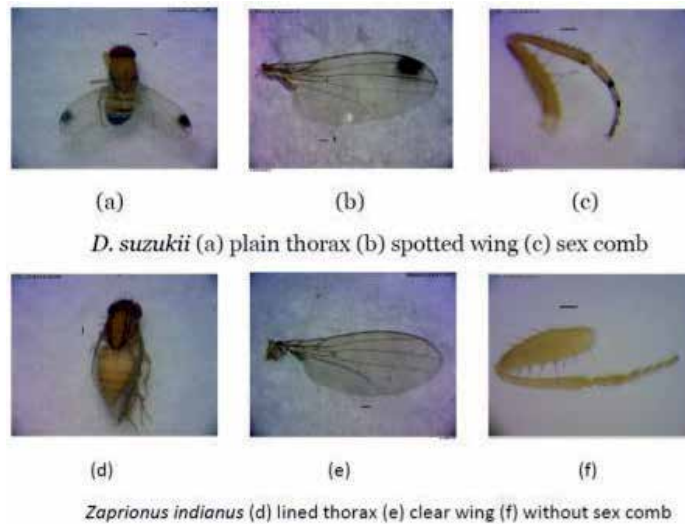 (a) (b) (c)
D. suzukii (a) plain thorax (b) spotted wing (c) sex comb
(d) (e) (f)
Zaprionus indianus (d) lined thorax (e) clear wing (f) without sex comb